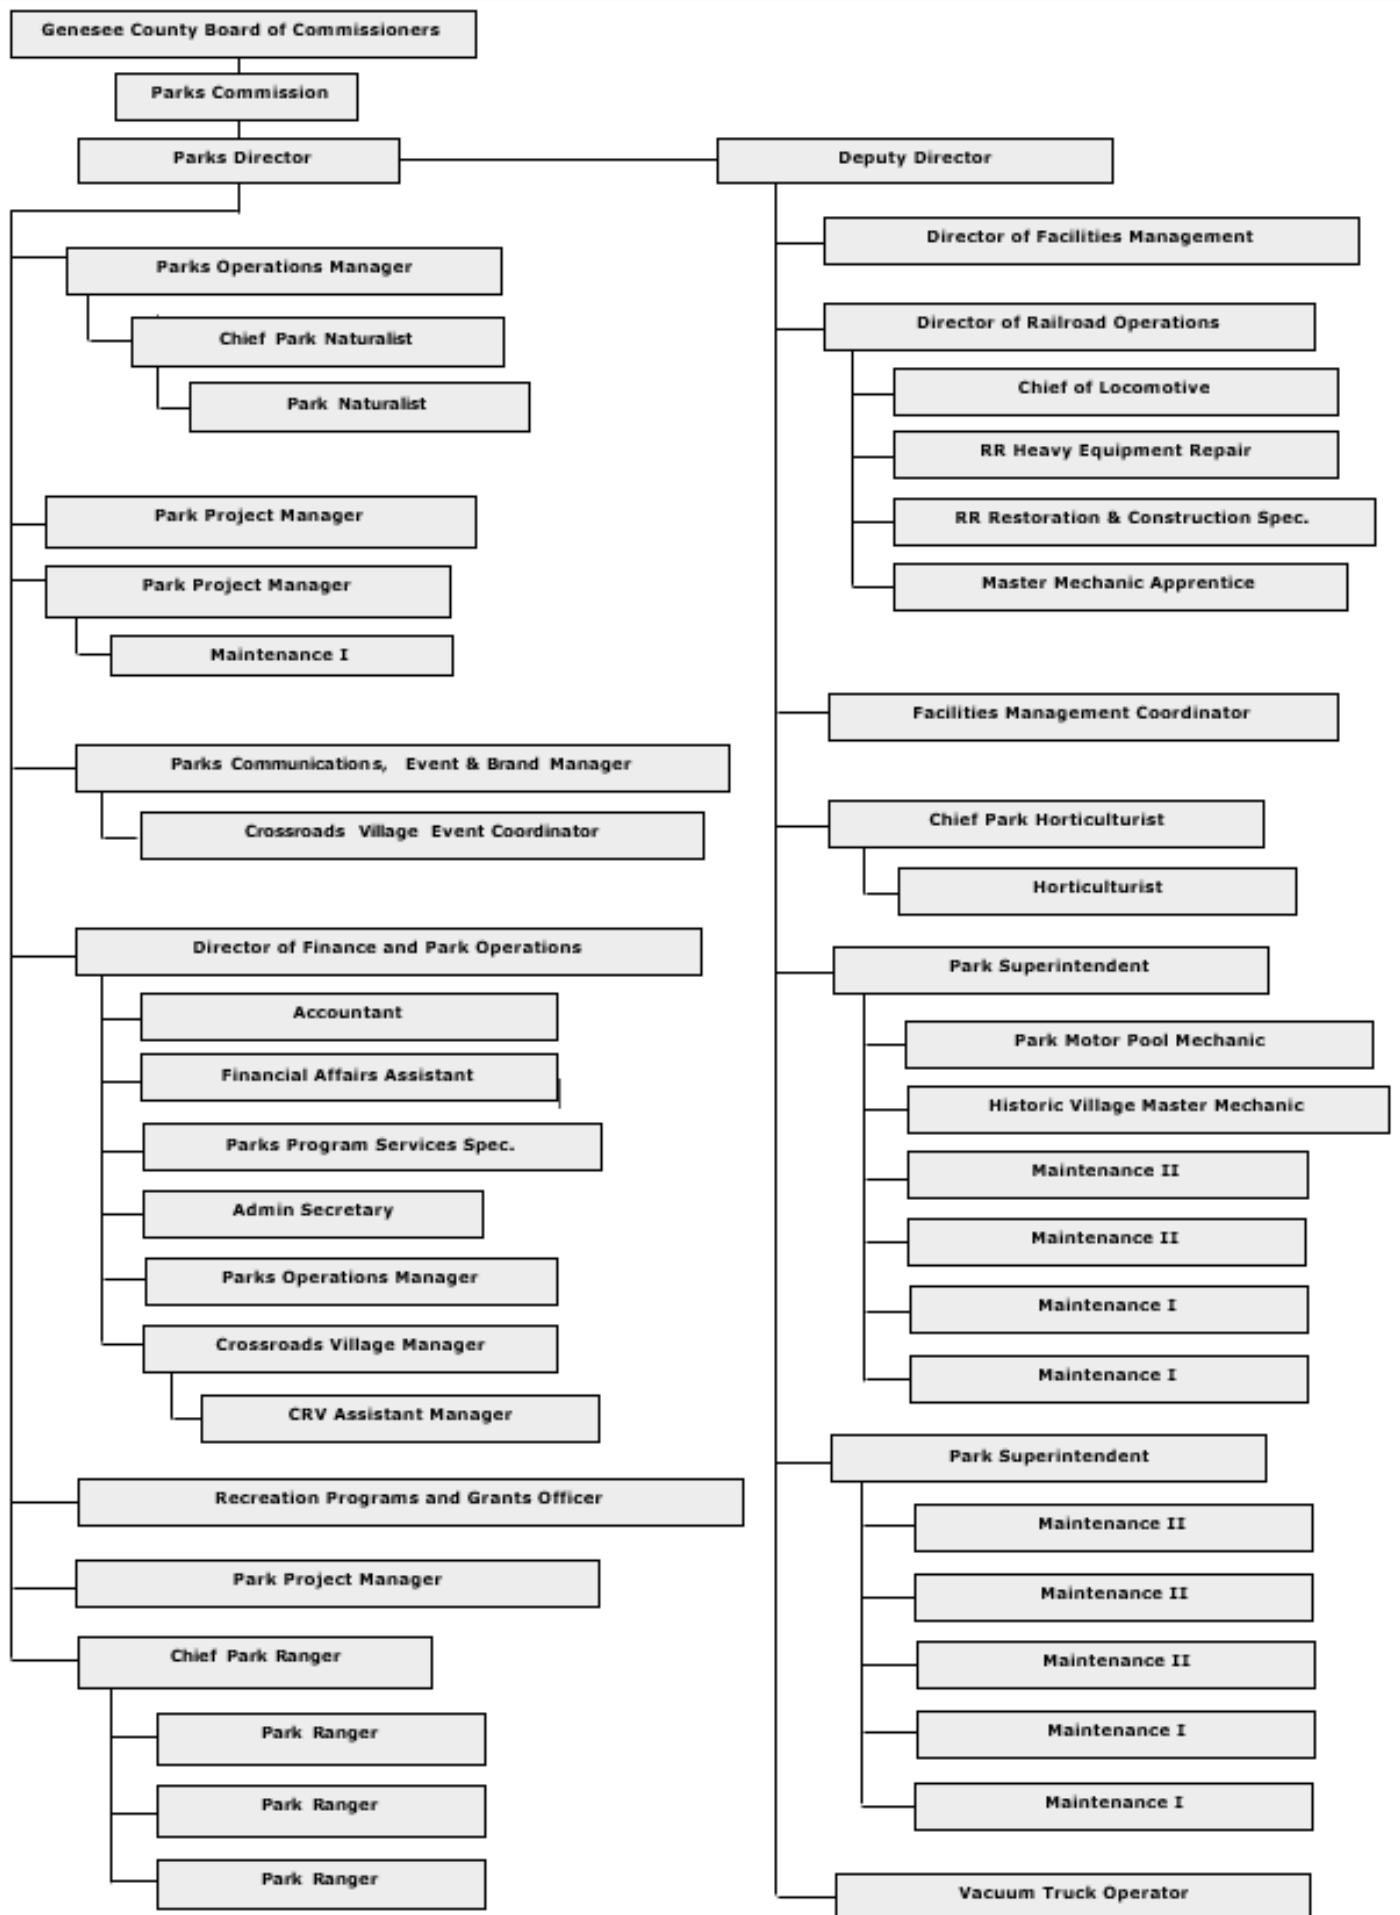 Genesee County Board of Commissioners
Parks Commission
Parks Director
Parks Operations Manager
Chief Park Naturalist
Park Naturalist
Park Project Manager
Park Project Manager
Maintenance I
Parks Communications, Event & Brand Manager
Crossroads Village Event Coordinator
Director of Finance and Park Operations
Accountant
Financial Affairs Assistant
Parks Program Services Spec.
Admin Secretary
Parks Operations Manager
Crossroads Village Manager
CRV Assistant Manager
Recreation Programs and Grants Officer
Park Project Manager
Chief Park Ranger
Park Ranger
Park Ranger
Park Ranger
Deputy Director
Director of Facilities Management
Director of Railroad Operations
Chief of Locomotive
RR Heavy Equipment Repair
RR Restoration & Construction Spec.
Master Mechanic Apprentice
Facilities Management Coordinator
Chief Park Horticulturist
Horticulturist
Park Superintendent
Park Motor Pool Mechanic
Historic Village Master Mechanic
Maintenance II
Maintenance II
Maintenance I
Maintenance I
Park Superintendent
Maintenance II
Maintenance II
Maintenance II
Maintenance I
Maintenance I
Vacuum Truck Operator